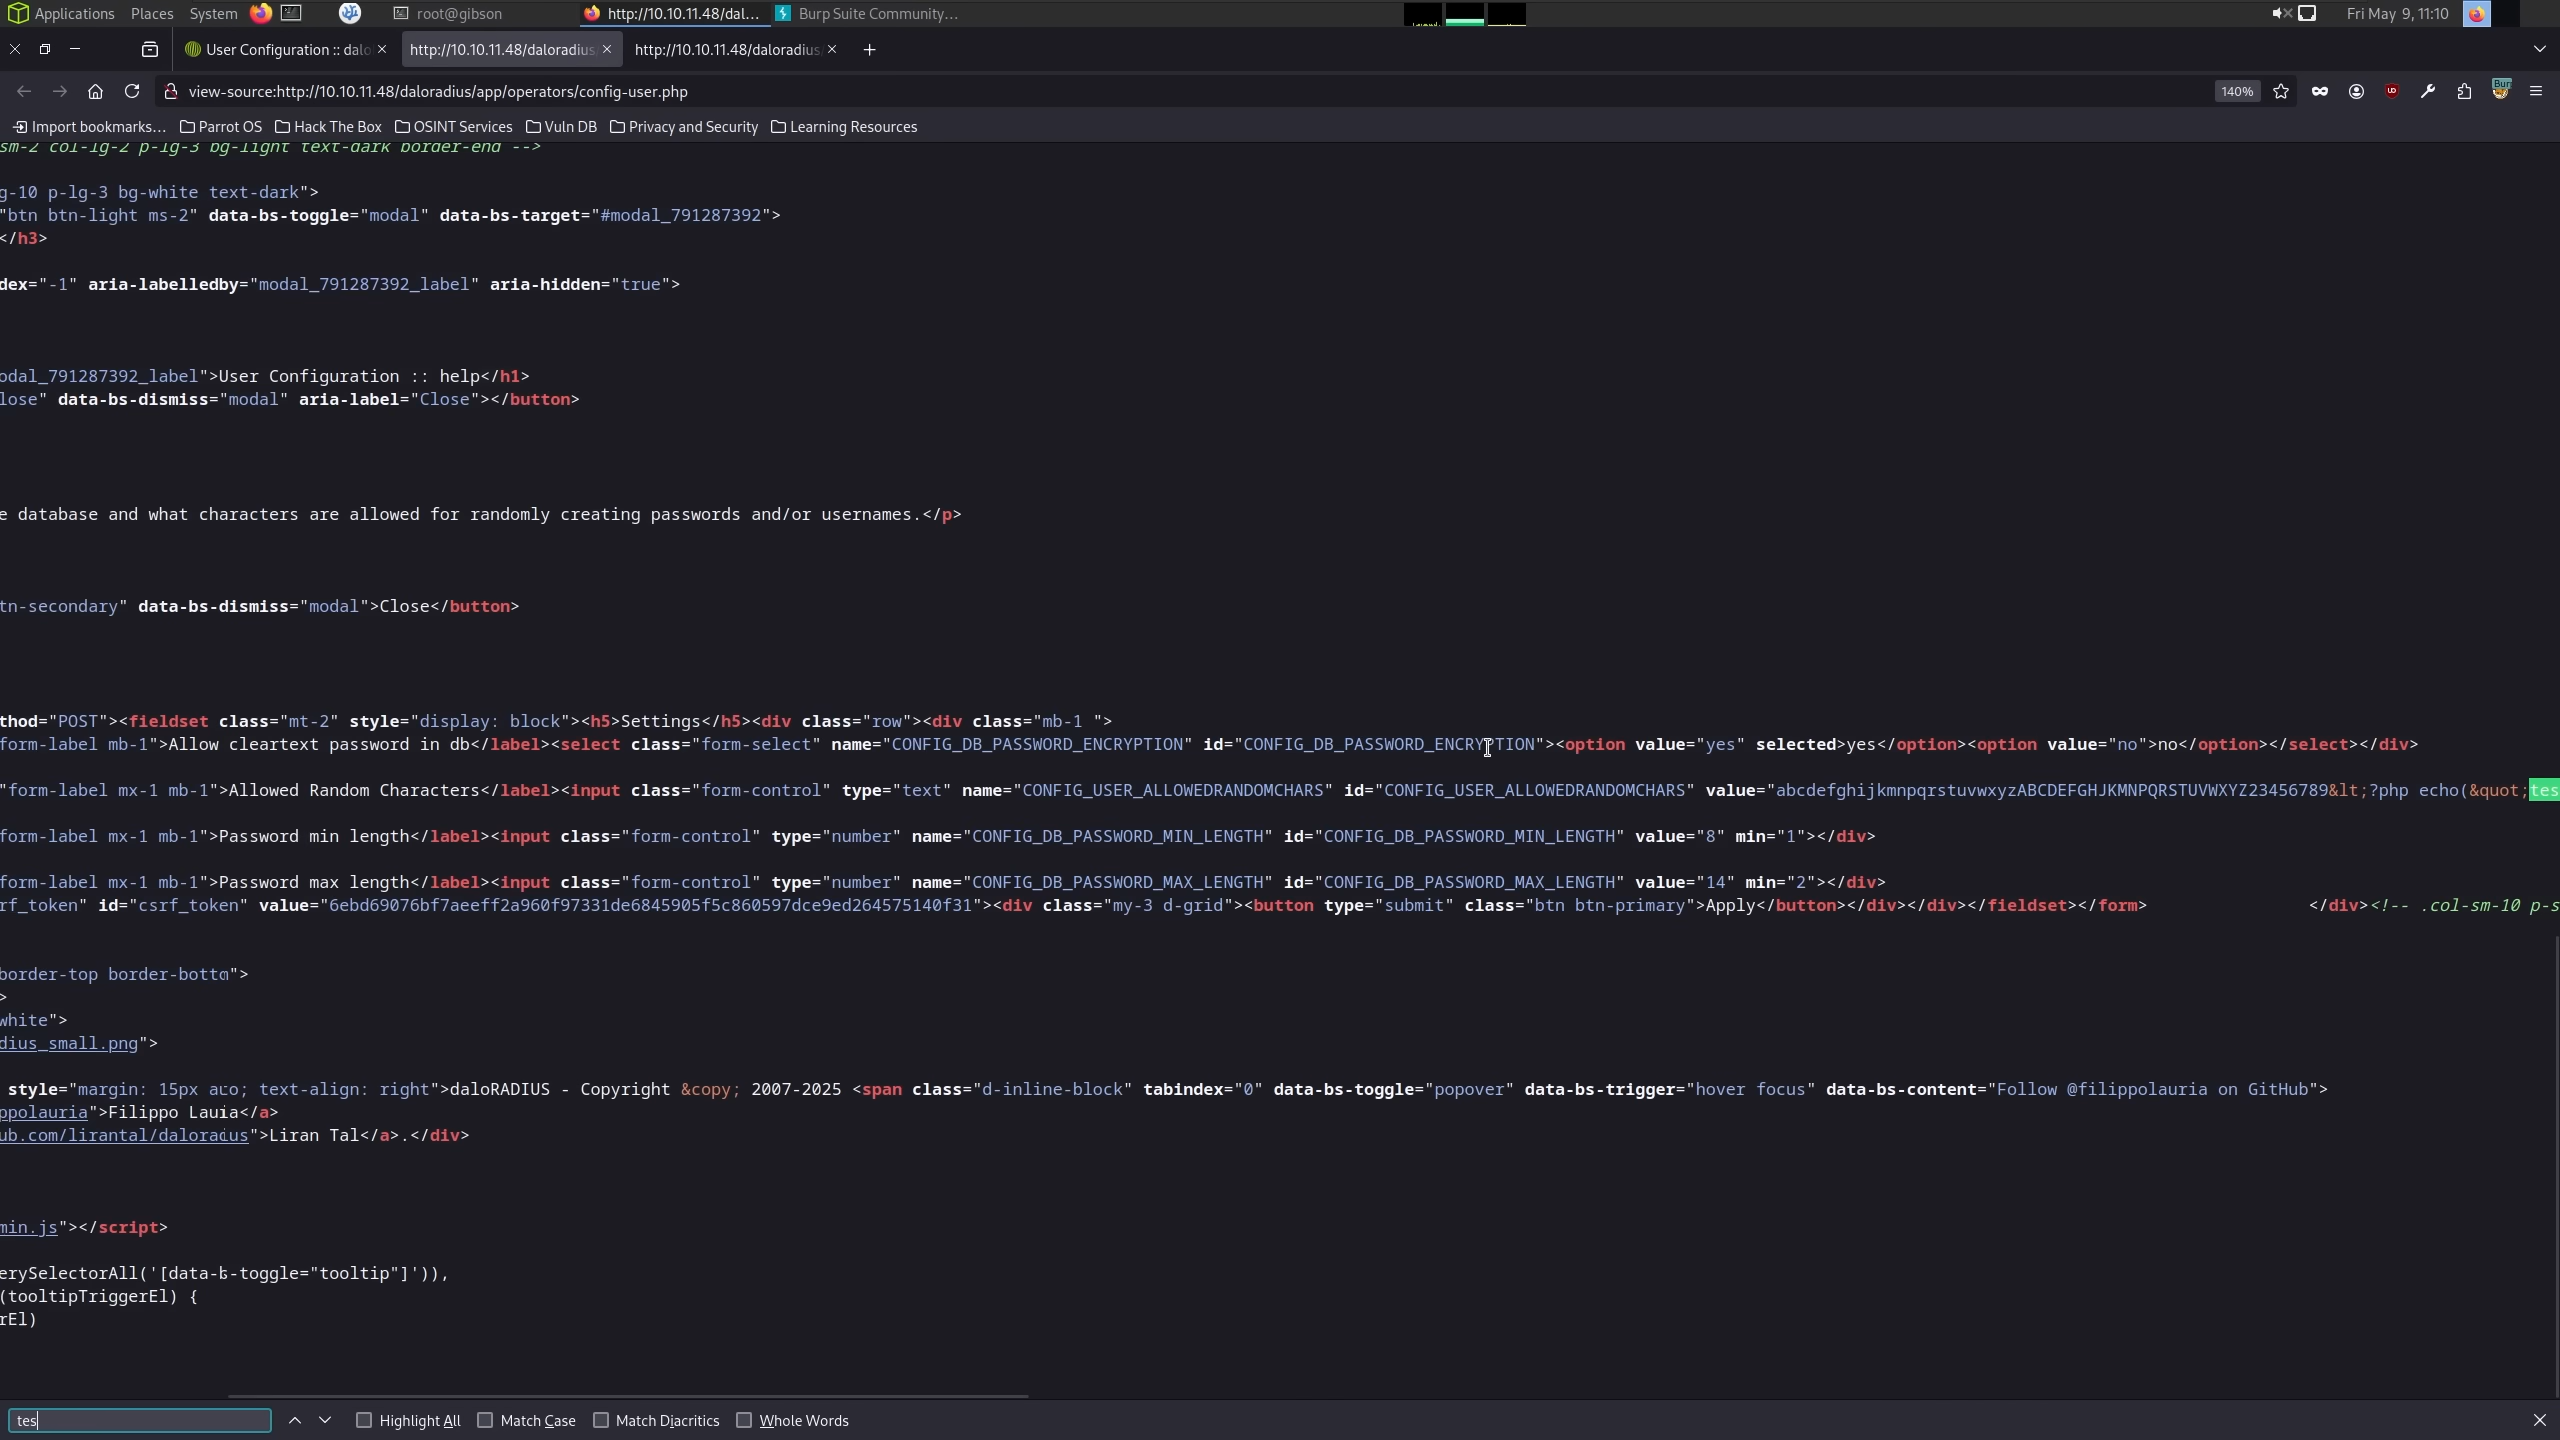 Applications Places System root@gibson http://10.10.11.48/dal... Burp Suite Community... Fri May 9, 11:10
User Configuration :: dalo http://10.10.11.48/daloradius http://10.10.11.48/daloradius
view-source:http://10.10.11.48/daloradius/app/operators/config-user.php 140%
Import bookmarks... Parrot OS Hack The Box OSINT Services Vuln DB Privacy and Security Learning Resources
sm-2 col-lg-2 p-lg-3 bg-light text-dark border-end -->
g-10 p-lg-3 bg-white text-dark">
"btn btn-light ms-2" data-bs-toggle="modal" data-bs-target="#modal_791287392">
</h3>
dex="-1" aria-labelledby="modal_791287392_label" aria-hidden="true">
odal_791287392_label">User Configuration :: help</h1>
lose" data-bs-dismiss="modal" aria-label="Close"></button>
e database and what characters are allowed for randomly creating passwords and/or usernames.</p>
tn-secondary" data-bs-dismiss="modal">Close</button>
thod="POST"><fieldset class="mt-2" style="display: block"><h5>Settings</h5><div class="row"><div class="mb-1 ">
form-label mb-1">Allow cleartext password in db</label><select class="form-select" name="CONFIG_DB_PASSWORD_ENCRYPTION" id="CONFIG_DB_PASSWORD_ENCRYPTION"><option value="yes" selected>yes</option><option value="no">no</option></select></div>
"form-label mx-1 mb-1">Allowed Random Characters</label><input class="form-control" type="text" name="CONFIG_USER_ALLOWEDRANDOMCHARS" id="CONFIG_USER_ALLOWEDRANDOMCHARS" value="abcdefghijkmnpqrstuvwxyzABCDEFGHJKMNPQRSTUVWXYZ23456789&lt;?php echo(&quot;tes
form-label mx-1 mb-1">Password min length</label><input class="form-control" type="number" name="CONFIG_DB_PASSWORD_MIN_LENGTH" id="CONFIG_DB_PASSWORD_MIN_LENGTH" value="8" min="1"></div>
form-label mx-1 mb-1">Password max length</label><input class="form-control" type="number" name="CONFIG_DB_PASSWORD_MAX_LENGTH" id="CONFIG_DB_PASSWORD_MAX_LENGTH" value="14" min="2"></div>
rf_token" id="csrf_token" value="6ebd69076bf7aeeff2a960f97331de6845905f5c860597dce9ed264575140f31"><div class="my-3 d-grid"><button type="submit" class="btn btn-primary">Apply</button></div></div></fieldset></form> </div><!-- .col-sm-10 p-s
border-top border-botto">
>
white">
dius_small.png">
style="margin: 15px auto; text-align: right">daloRADIUS - Copyright &copy; 2007-2025 <span class="d-inline-block" tabindex="0" data-bs-toggle="popover" data-bs-trigger="hover focus" data-bs-content="Follow @filippolauria on GitHub">
ppolauria">Filippo Lauria</a>
ub.com/lirantal/daloradius">Liran Tal</a>.</div>
min.js"></script>
erySelectorAll('[data-b-toggle="tooltip"]')),
(tooltipTriggerEl) {
rEl)
tes Highlight All Match Case Match Diacritics Whole Words